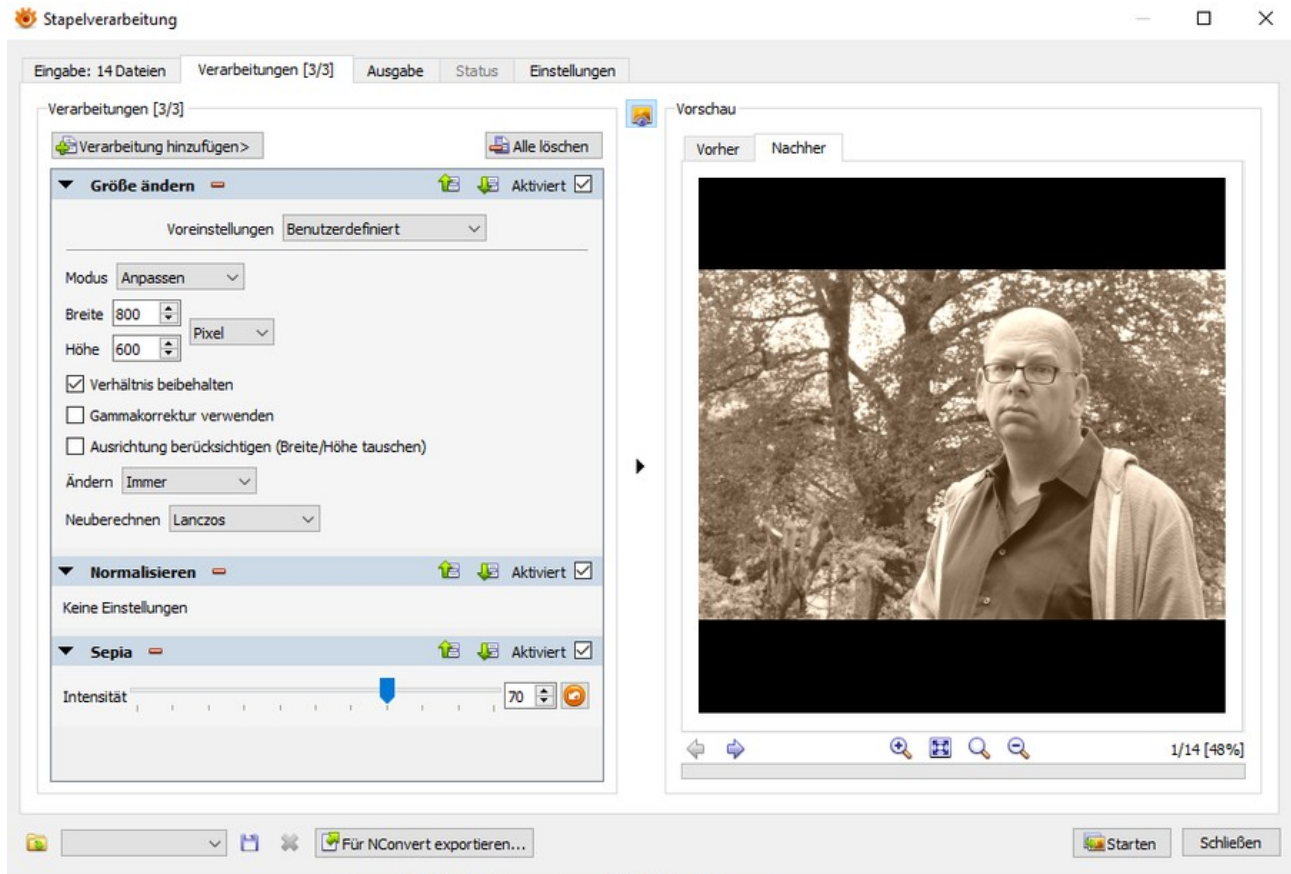 Stapelverarbeitung
Eingabe: 14 Dateien Verarbeitungen [3/3] Ausgabe Status Einstellungen
Verarbeitungen [3/3]
Verarbeitung hinzufügen> Alle löschen
Größe ändern Aktiviert
Voreinstellungen Benutzerdefiniert
Modus Anpassen
Breite 800
Pixel
Höhe 600
Verhältnis beibehalten
Gammakorrektur verwenden
Ausrichtung berücksichtigen (Breite/Höhe tauschen)
Ändern Immer
Neuberechnen Lanczos
Normalisieren Aktiviert
Keine Einstellungen
Sepia Aktiviert
Intensität 70
Vorschau
Vorher Nachher
1/14 [48%]
Für NConvert exportieren... Starten Schließen